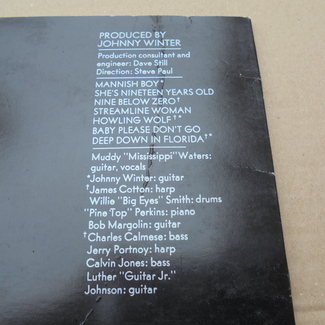 PRODUCED BY
JOHNNY WINTER
Production consultant and
engineer: Dave Still
Direction: Steve Paul
MANNISH BOY*
SHE'S NINETEEN YEARS OLD
NINE BELOW ZERO†
STREAMLINE WOMAN
HOWLING WOLF†*
BABY PLEASE DON'T GO
DEEP DOWN IN FLORIDA†*
Muddy "Mississippi" Waters:
guitar, vocals
*Johnny Winter: guitar
†James Cotton: harp
Willie "Big Eyes" Smith: drums
"Pine Top" Perkins: piano
Bob Margolin: guitar
†Charles Calmese: bass
Jerry Portnoy: harp
Calvin Jones: bass
Luther "Guitar Jr."
Johnson: guitar